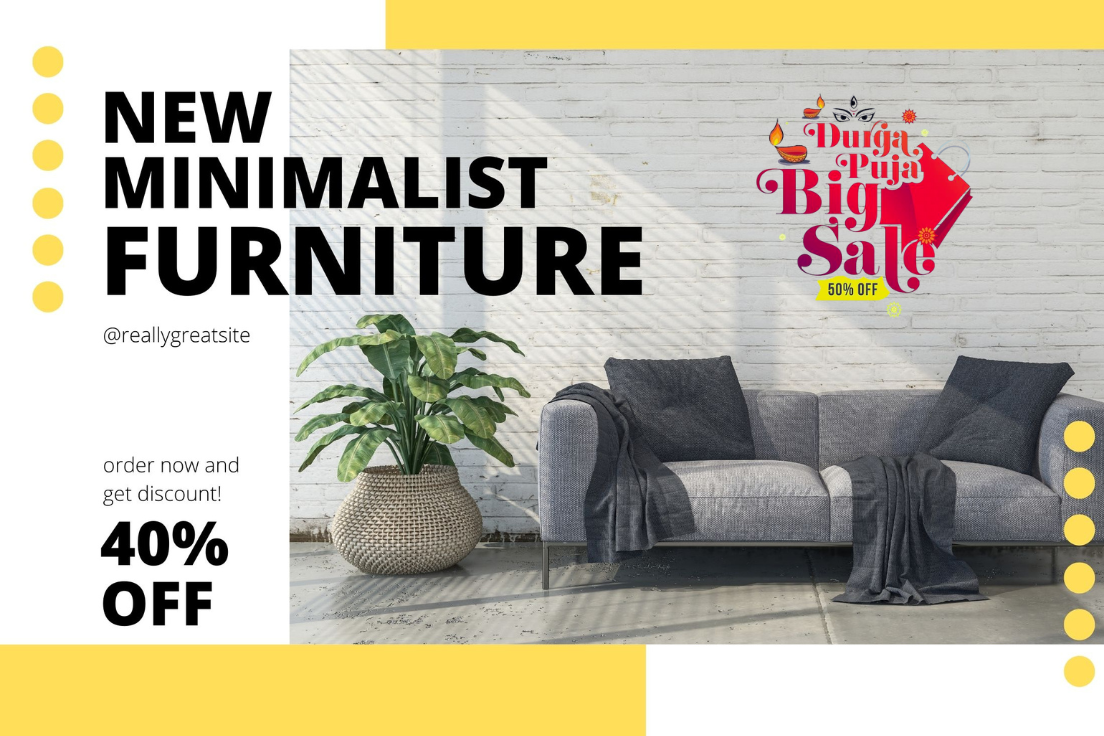 NEW
MINIMALIST
FURNITURE
@reallygreatsite
order now and
get discount!
40%
OFF
Durga
Puja
Big
Sale
50% OFF